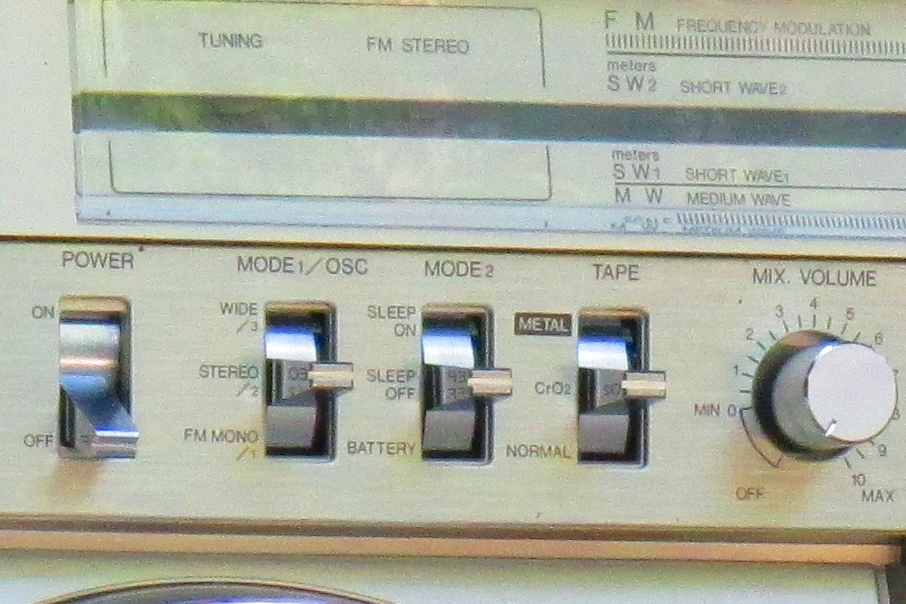 TUNING FM STEREO
F M FREQUENCY MODULATION
meters
SW2 SHORT WAVE2
meters
SW1 SHORT WAVE1
M W MEDIUM WAVE
POWER MODE1/OSC MODE2 TAPE MIX. VOLUME
ON
OFF
WIDE
/3
STEREO
/2
FM MONO
/1
SLEEP
ON
SLEEP
OFF
BATTERY
METAL
CrO2
NORMAL
MIN 0 1 2 3 4 5 6
9
10
MAX
OFF